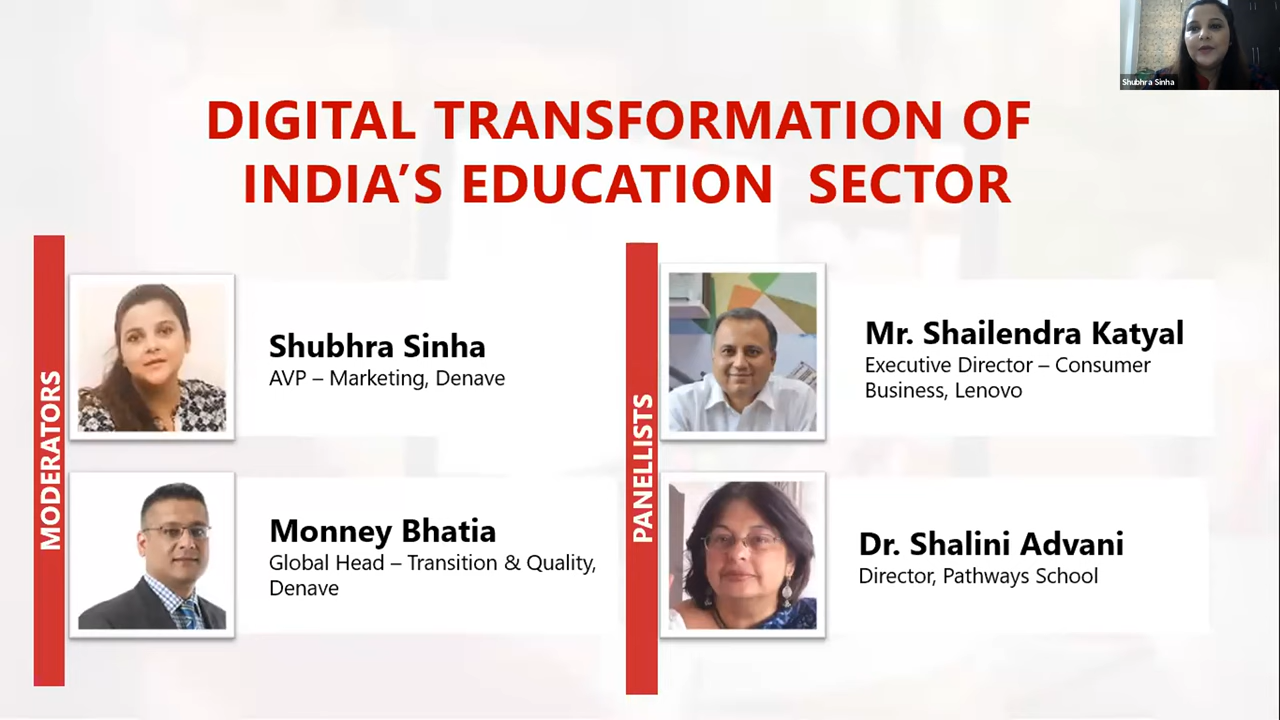 Shubhra Sinha
DIGITAL TRANSFORMATION OF
INDIA'S EDUCATION SECTOR
MODERATORS
Shubhra Sinha
AVP – Marketing, Denave
Monney Bhatia
Global Head – Transition & Quality,
Denave
PANELLISTS
Mr. Shailendra Katyal
Executive Director – Consumer
Business, Lenovo
Dr. Shalini Advani
Director, Pathways School